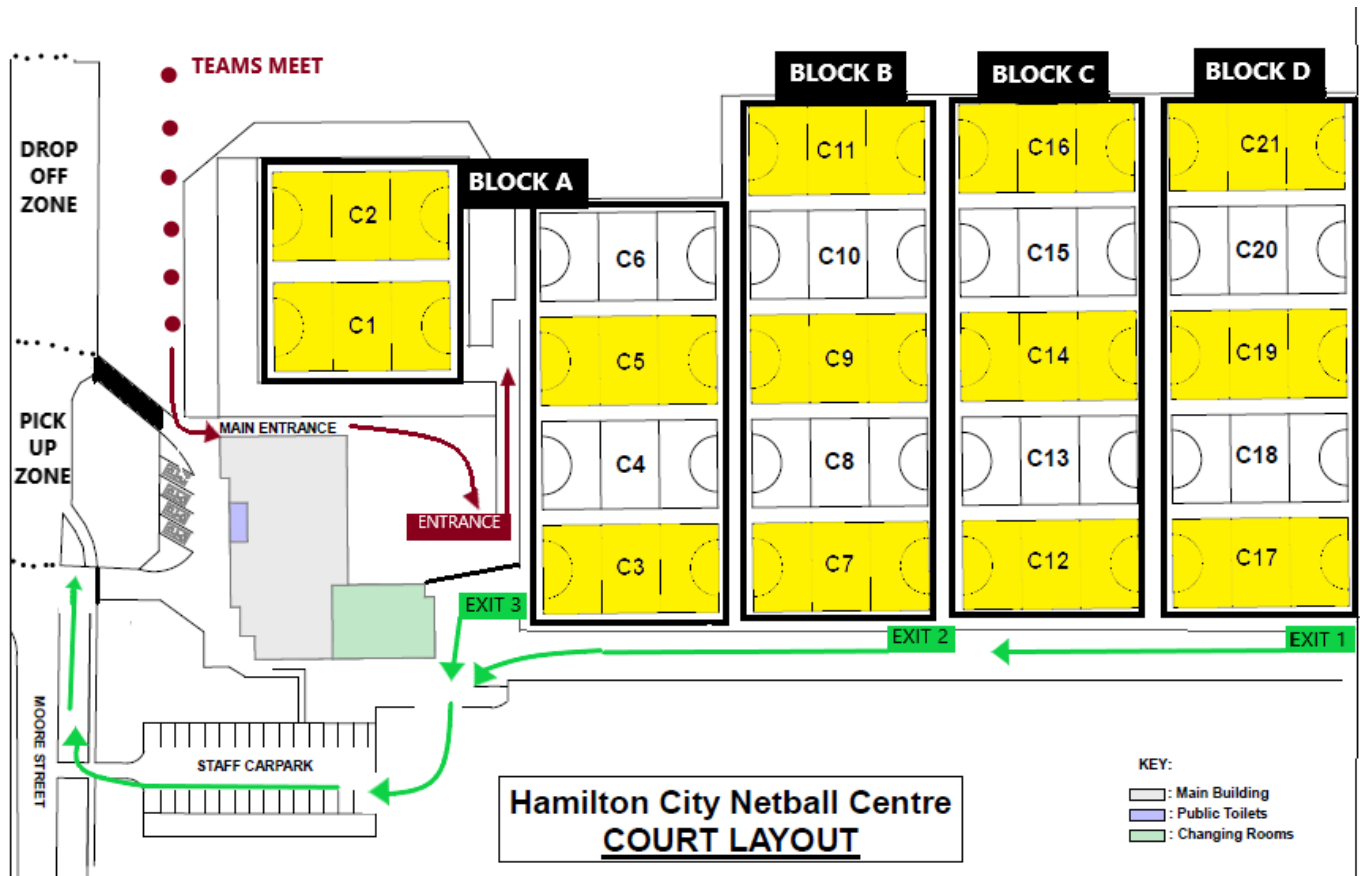 TEAMS MEET
BLOCK B
BLOCK C
BLOCK D
DROP
OFF
ZONE
BLOCK A
C11
C16
C21
C2
C6
C10
C15
C20
C1
C5
C9
C14
C19
PICK
UP
ZONE
MAIN ENTRANCE
C4
C8
C13
C18
ENTRANCE
C3
C7
C12
C17
EXIT 3
EXIT 2
EXIT 1
MOORE STREET
STAFF CARPARK
Hamilton City Netball Centre
COURT LAYOUT
KEY:
: Main Building
: Public Toilets
: Changing Rooms